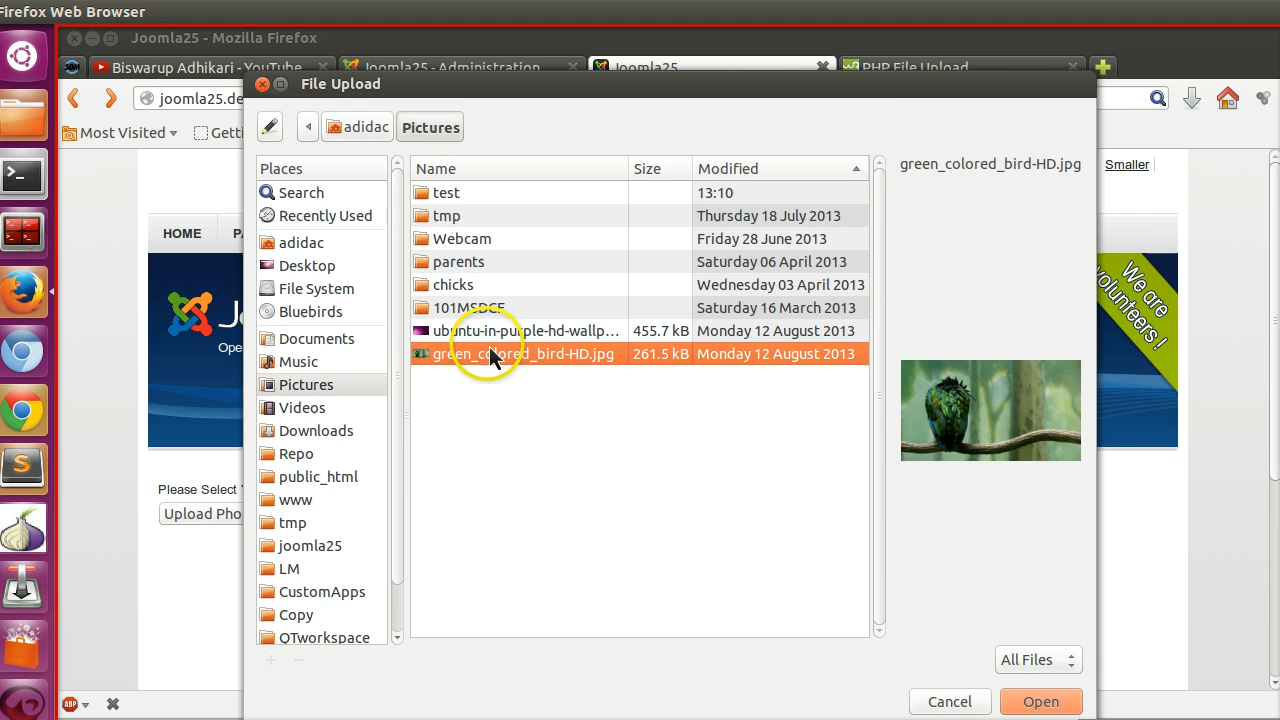 Firefox Web Browser
Joomla25 - Mozilla Firefox
Biswarup Adhikari - YouTube
Joomla25 - Administration
Joomla25
PHP File Upload
File Upload
joomla25.de
adidac
Pictures
Most Visited
Getti
Places
Name
Size
Modified
green_colored_bird-HD.jpg
Smaller
Search
Recently Used
adidac
Desktop
File System
Bluebirds
Documents
Music
Pictures
Videos
Downloads
Repo
public_html
www
tmp
joomla25
LM
CustomApps
Copy
QTworkspace
test 13:10
tmp Thursday 18 July 2013
Webcam Friday 28 June 2013
parents Saturday 06 April 2013
chicks Wednesday 03 April 2013
101MSDCF Saturday 16 March 2013
ubuntu-in-purple-hd-wallp... 455.7 kB Monday 12 August 2013
green_colored_bird-HD.jpg 261.5 kB Monday 12 August 2013
HOME
We are
volunteers!
Ope
Please Select
Upload Pho
All Files
Cancel
Open
ABP